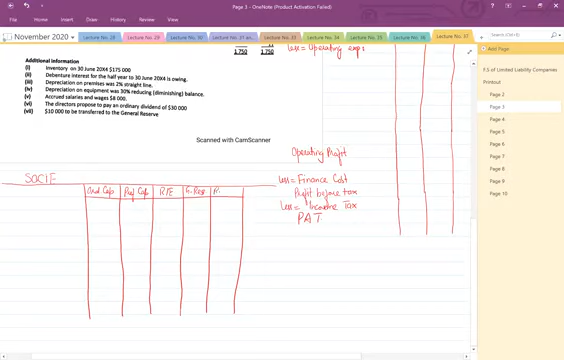 Page 3 - OneNote (Product Activation Failed)
File Home Insert Draw History Review View
November 2020
Lecture No. 28 Lecture No. 29 Lecture No. 30 Lecture No. 31 an Lecture No. 33 Lecture No. 34 Lecture No. 35 Lecture No. 36 Lecture No. 37
Add Page
F.S of Limited Liability Companies
Printout
Page 2
Page 3
Page 4
Page 5
Page 6
Page 7
Page 8
Page 9
Page 10
1.750 1.750
less = Operating exp:
Additional information
(i) Inventory on 30 June 20X4 $175 000
(ii) Debenture interest for the half year to 30 June 20X4 is owing.
(iii) Depreciation on premises was 2% straight line.
(iv) Depreciation on equipment was 30% reducing (diminishing) balance.
(v) Accrued salaries and wages $8 000.
(vi) The directors propose to pay an ordinary dividend of $30 000
(vii) $10 000 to be transferred to the General Reserve
Scanned with CamScanner
Operating Profit
less = Finance Cost
Profit before tax
less = Income Tax
PAT
SOCIE
Ord Cap Pref Cap R/E G. Res